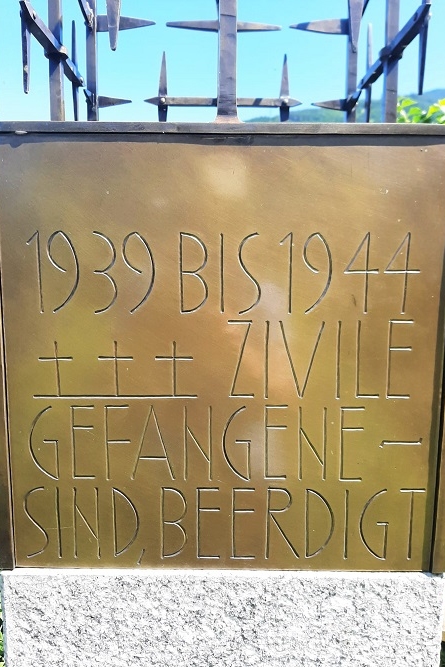 1939 BIS 1944
††† ZIVILE
GEFANGENE –
SIND, BEERDIGT